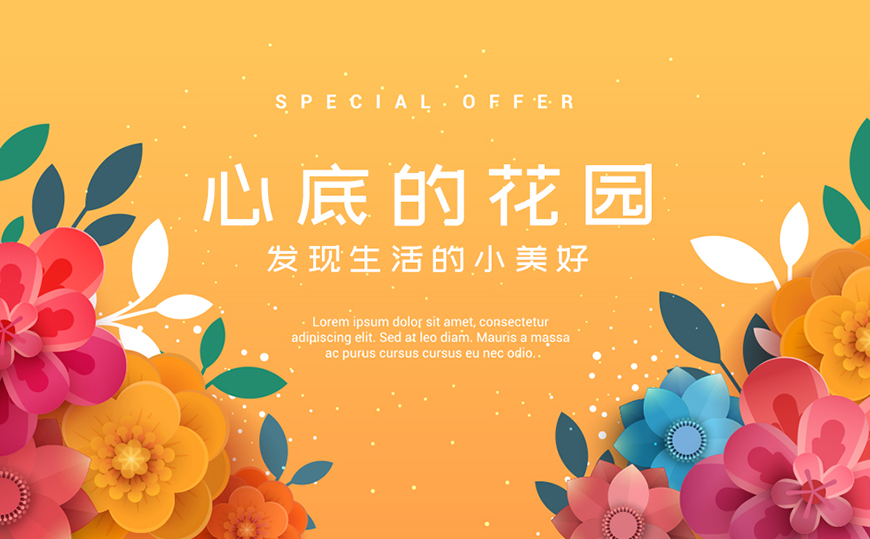 SPECIAL OFFER
心底的花园
发现生活的小美好
Lorem ipsum dolor sit amet, consectetur
adipiscing elit. Sed at leo diam. Mauris a massa
ac purus cursus cursus eu nec odio.